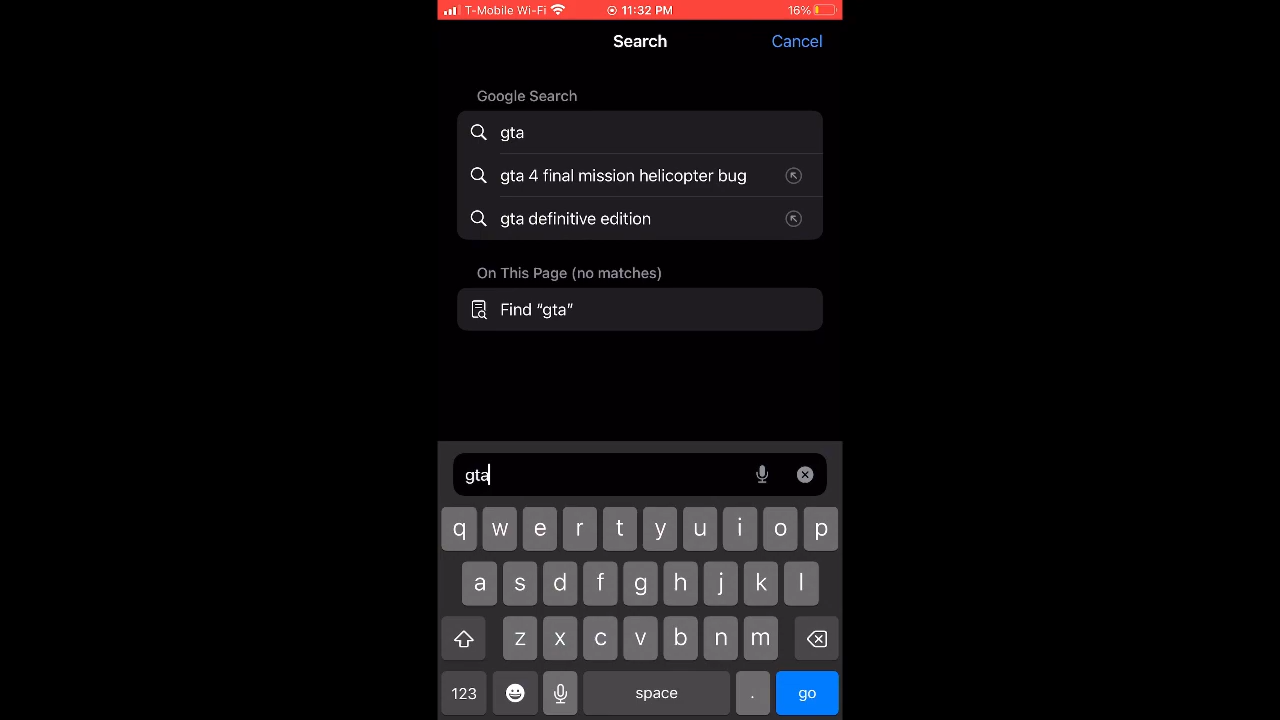 T-Mobile Wi-Fi 11:32 PM 16%
Search Cancel
Google Search
gta
gta 4 final mission helicopter bug
gta definitive edition
On This Page (no matches)
Find “gta”
gta
q w e r t y u i o p
a s d f g h j k l
z x c v b n m
123 space . go